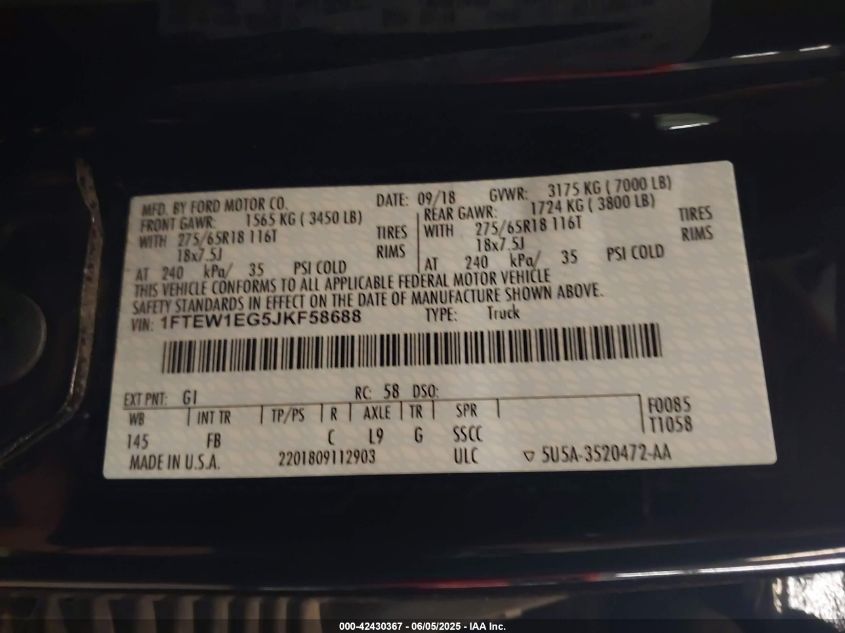 MFD. BY FORD MOTOR CO. DATE: 09/18 GVWR: 3175 KG ( 7000 LB)
FRONT GAWR: 1565 KG ( 3450 LB) REAR GAWR: 1724 KG ( 3800 LB)
WITH 275/65R18 116T TIRES WITH 275/65R18 116T TIRES
18x7.5J RIMS 18x7.5J RIMS
AT 240 kPa/ 35 PSI COLD AT 240 kPa/ 35 PSI COLD
THIS VEHICLE CONFORMS TO ALL APPLICABLE FEDERAL MOTOR VEHICLE
SAFETY STANDARDS IN EFFECT ON THE DATE OF MANUFACTURE SHOWN ABOVE.
VIN: 1FTEW1EG5JKF58688 TYPE: Truck
EXT PNT: G1 RC: 58 DSO:
WB INT TR TP/PS R AXLE TR SPR F0085
145 FB C L9 G SSCC T1058
MADE IN U.S.A. 2201809112903 ULC ▽ 5U5A-3520472-AA
000-42430367 - 06/05/2025 - IAA Inc.